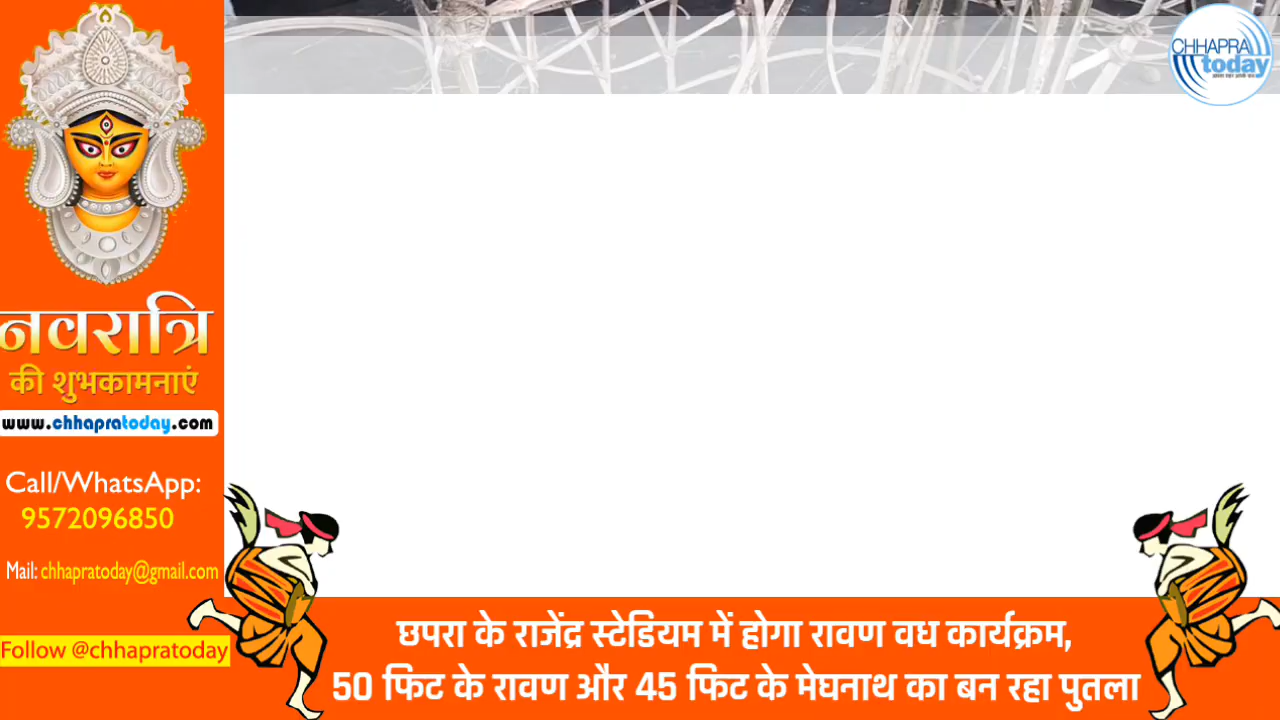 CHHAPRA
today
नवरात्रि
की शुभकामनाएं
www.chhapratoday.com
Call/WhatsApp:
9572096850
Mail: chhapratoday@gmail.com
Follow @chhapratoday
छपरा के राजेंद्र स्टेडियम में होगा रावण वध कार्यक्रम,
50 फिट के रावण और 45 फिट के मेघनाथ का बन रहा पुतला